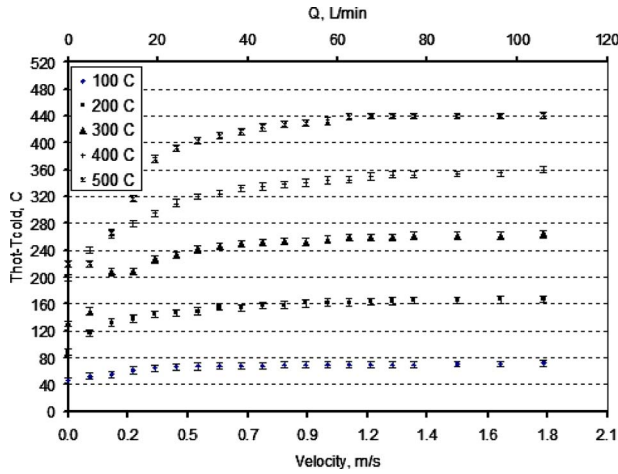 Q, L/min
0 20 40 60 80 100 120
520
480
440
400
360
320
280
240
200
160
120
80
40
0
100 C
200 C
300 C
400 C
500 C
Thot-Tcold, C
0.0 0.2 0.5 0.7 0.9 1.2 1.4 1.6 1.8 2.1
Velocity, m/s